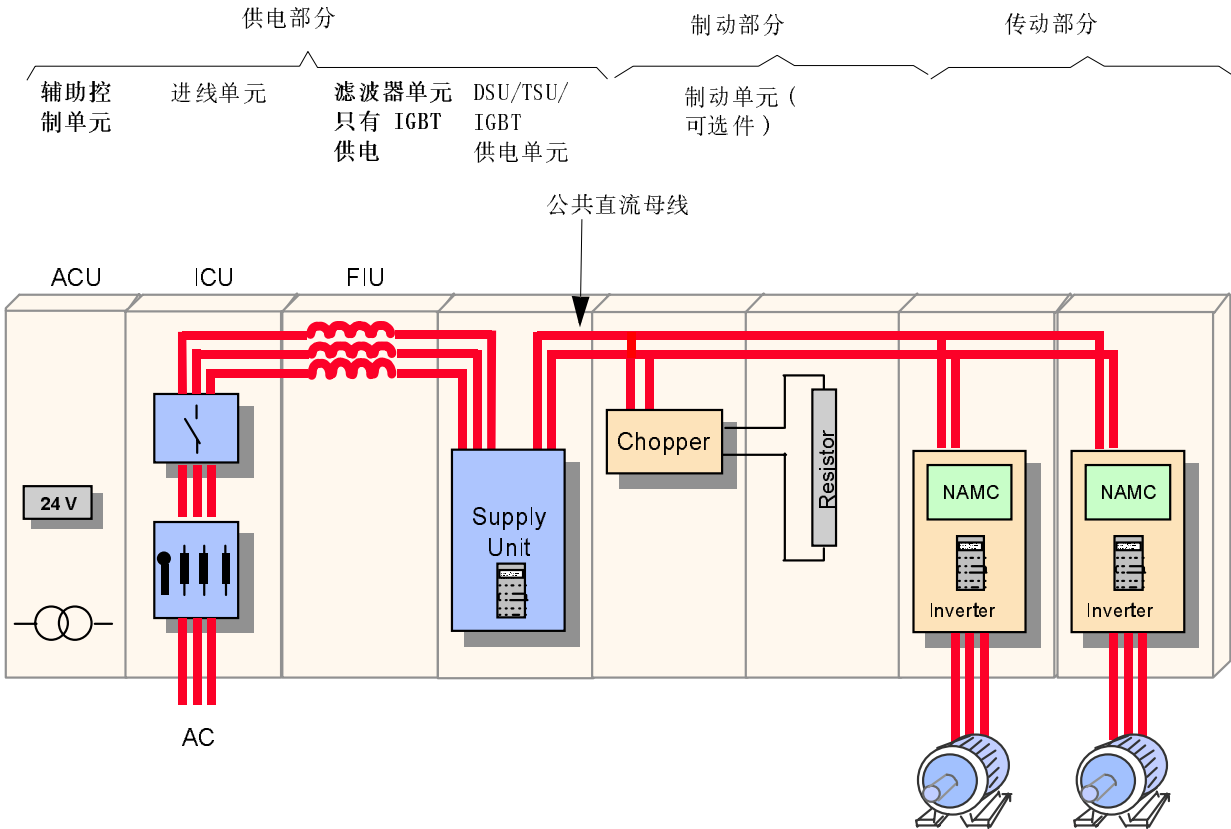 供电部分
制动部分
传动部分
辅助控
制单元
进线单元
滤波器单元
只有 IGBT
供电
DSU/TSU/
IGBT
供电单元
制动单元（
可选件）
公共直流母线
ACU
ICU
FIU
24 V
AC
Supply
Unit
Chopper
Resistor
NAMC
Inverter
NAMC
Inverter